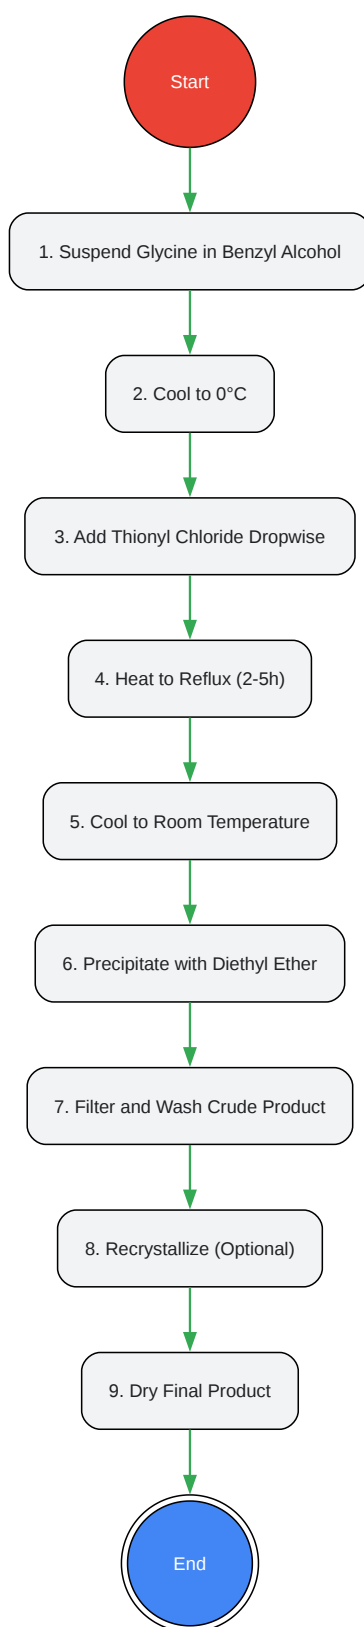 Start
1. Suspend Glycine in Benzyl Alcohol
2. Cool to 0°C
3. Add Thionyl Chloride Dropwise
4. Heat to Reflux (2-5h)
5. Cool to Room Temperature
6. Precipitate with Diethyl Ether
7. Filter and Wash Crude Product
8. Recrystallize (Optional)
9. Dry Final Product
End